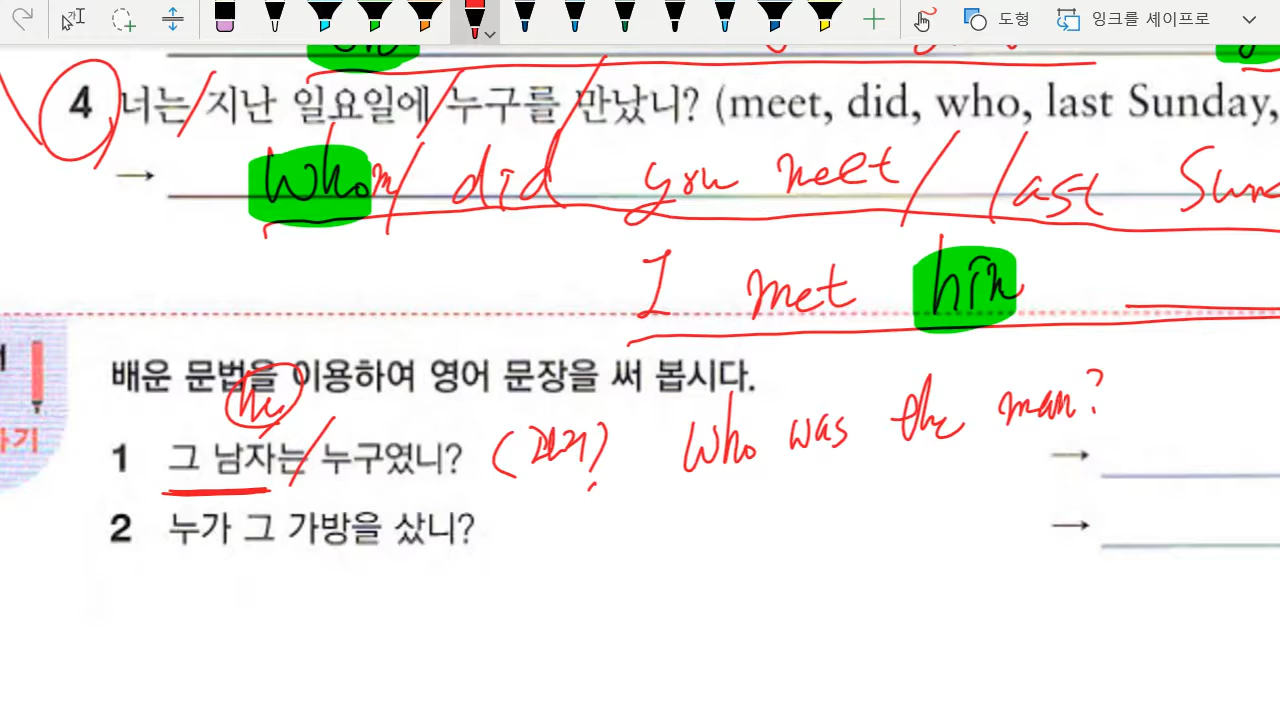 도형 잉크를 셰이프로
4 너는 지난 일요일에 누구를 만났니? (meet, did, who, last Sunday,
→ Whom did you meet last Sun
I met him
배운 문법을 이용하여 영어 문장을 써 봅시다.
he
1 그 남자는 누구였니? (과거? Who was the man? →
2 누가 그 가방을 샀니? →